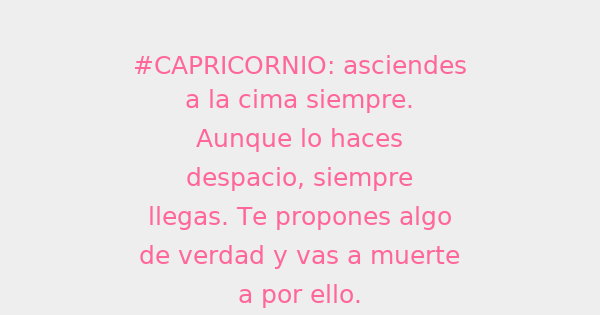 #CAPRICORNIO: asciendes
a la cima siempre.
Aunque lo haces
despacio, siempre
llegas. Te propones algo
de verdad y vas a muerte
a por ello.